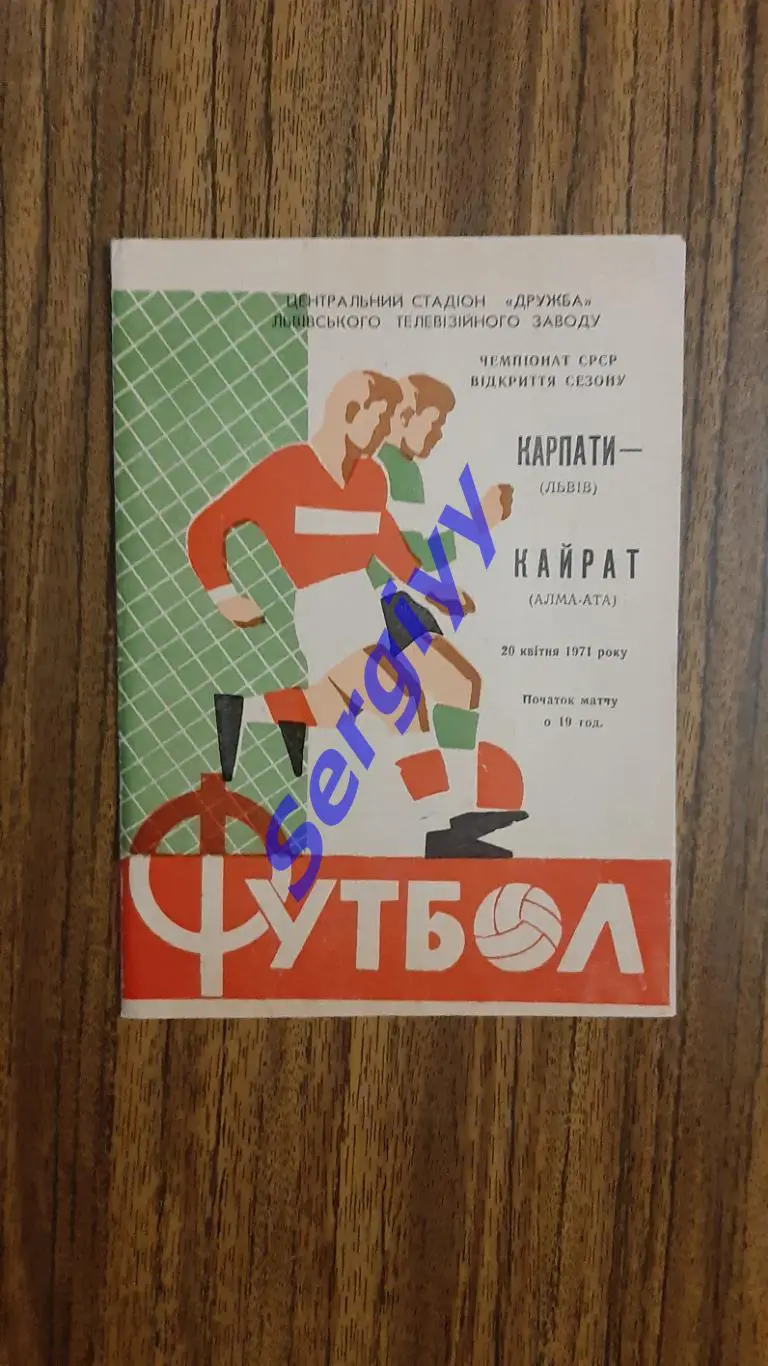 ЦЕНТРАЛЬНИЙ СТАДІОН «ДРУЖБА»
ЛЬВІВСЬКОГО ТЕЛЕВІЗІЙНОГО ЗАВОДУ
ЧЕМПІОНАТ СРСР
ВІДКРИТТЯ СЕЗОНУ
КАРПАТИ—
(ЛЬВІВ)
КАЙРАТ
(АЛМА-АТА)
20 квітня 1971 року
Початок матчу
о 19 год.
Sergiyy
ФУТБОЛ